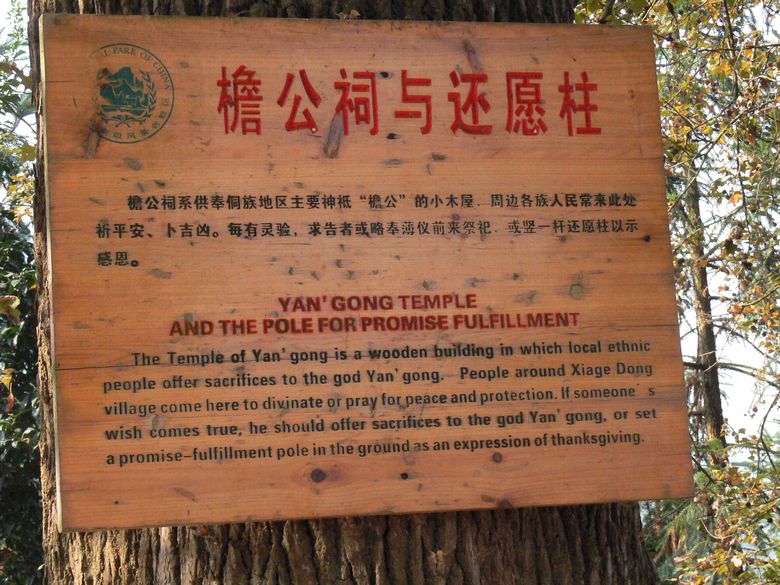 AL PARK OF CHINA
檐公祠与还愿柱
檐公祠系供奉侗族地区主要神祗“檐公”的小木屋．周边各族人民常来此处
祈平安、卜吉凶。每有灵验，求告者或略奉薄仪前来祭祀．或竖一杆还愿柱以示
感恩。
YAN' GONG TEMPLE
AND THE POLE FOR PROMISE FULFILLMENT
The Temple of Yan' gong is a wooden building in which local ethnic
people offer sacrifices to the god Yan' gong. People around Xiage Dong
village come here to divinate or pray for peace and protection. If someone's
wish comes true, he should offer sacrifices to the god Yan' gong, or set
a promise-fulfillment pole in the ground as an expression of thanksgiving.